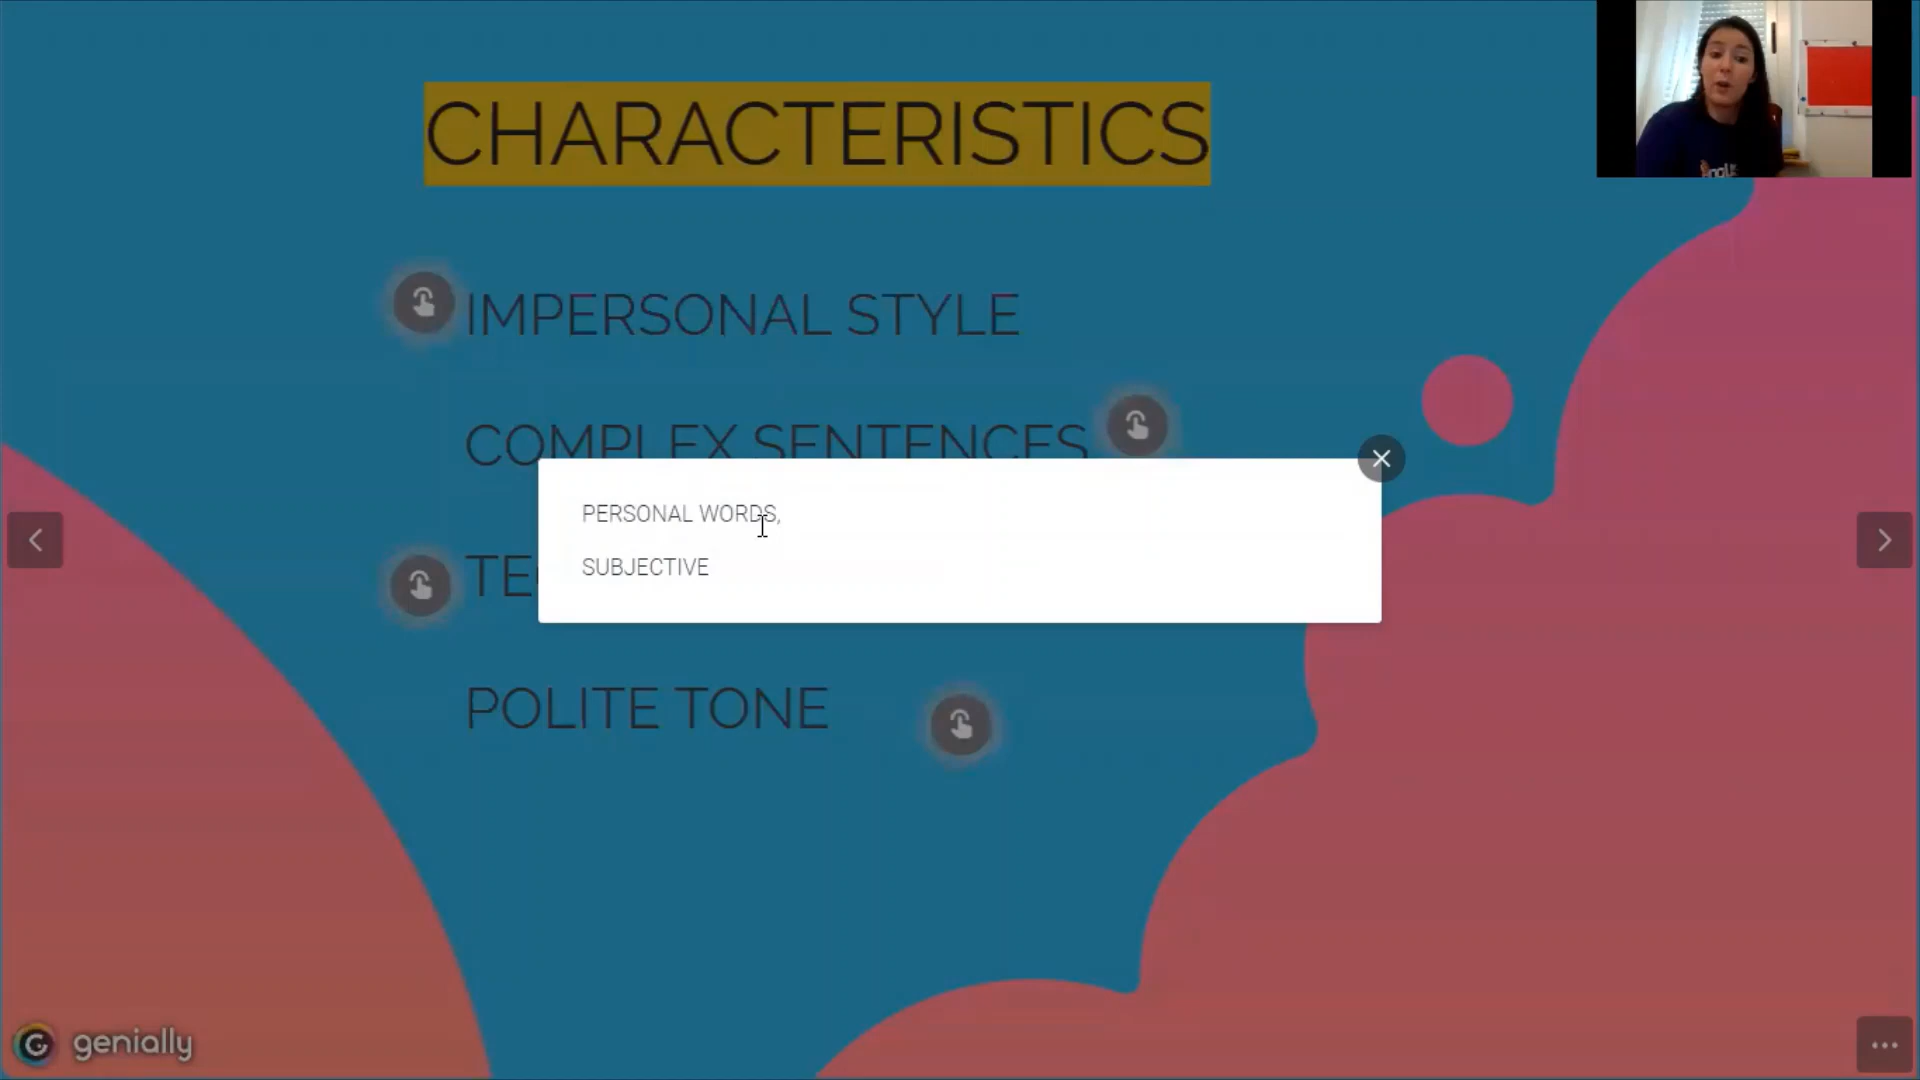 CHARACTERISTICS
IMPERSONAL STYLE
COMPLEX SENTENCES
PERSONAL WORDS,
SUBJECTIVE
POLITE TONE
genially